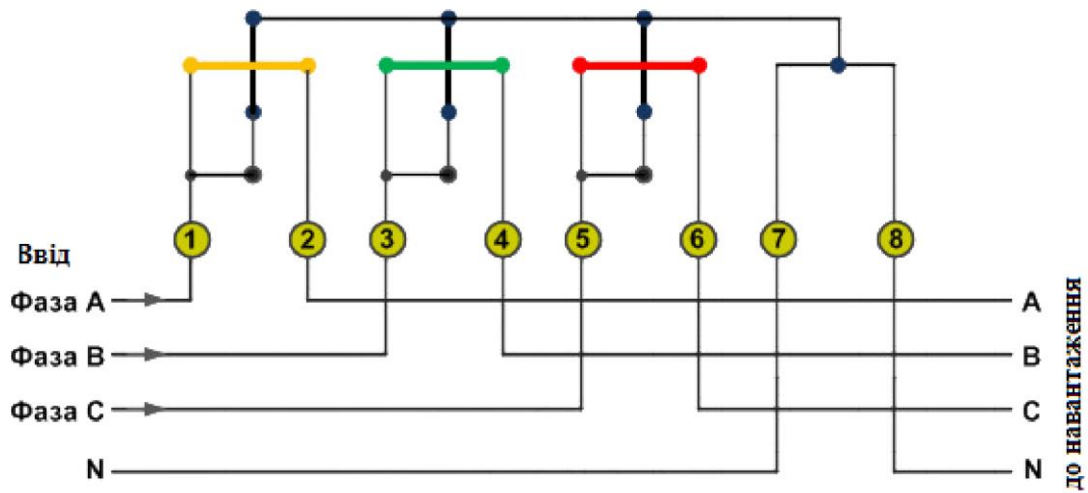 1 2 3 4 5 6 7 8
Ввід
Фаза А А
Фаза В В
Фаза С С
N N
до навантаження